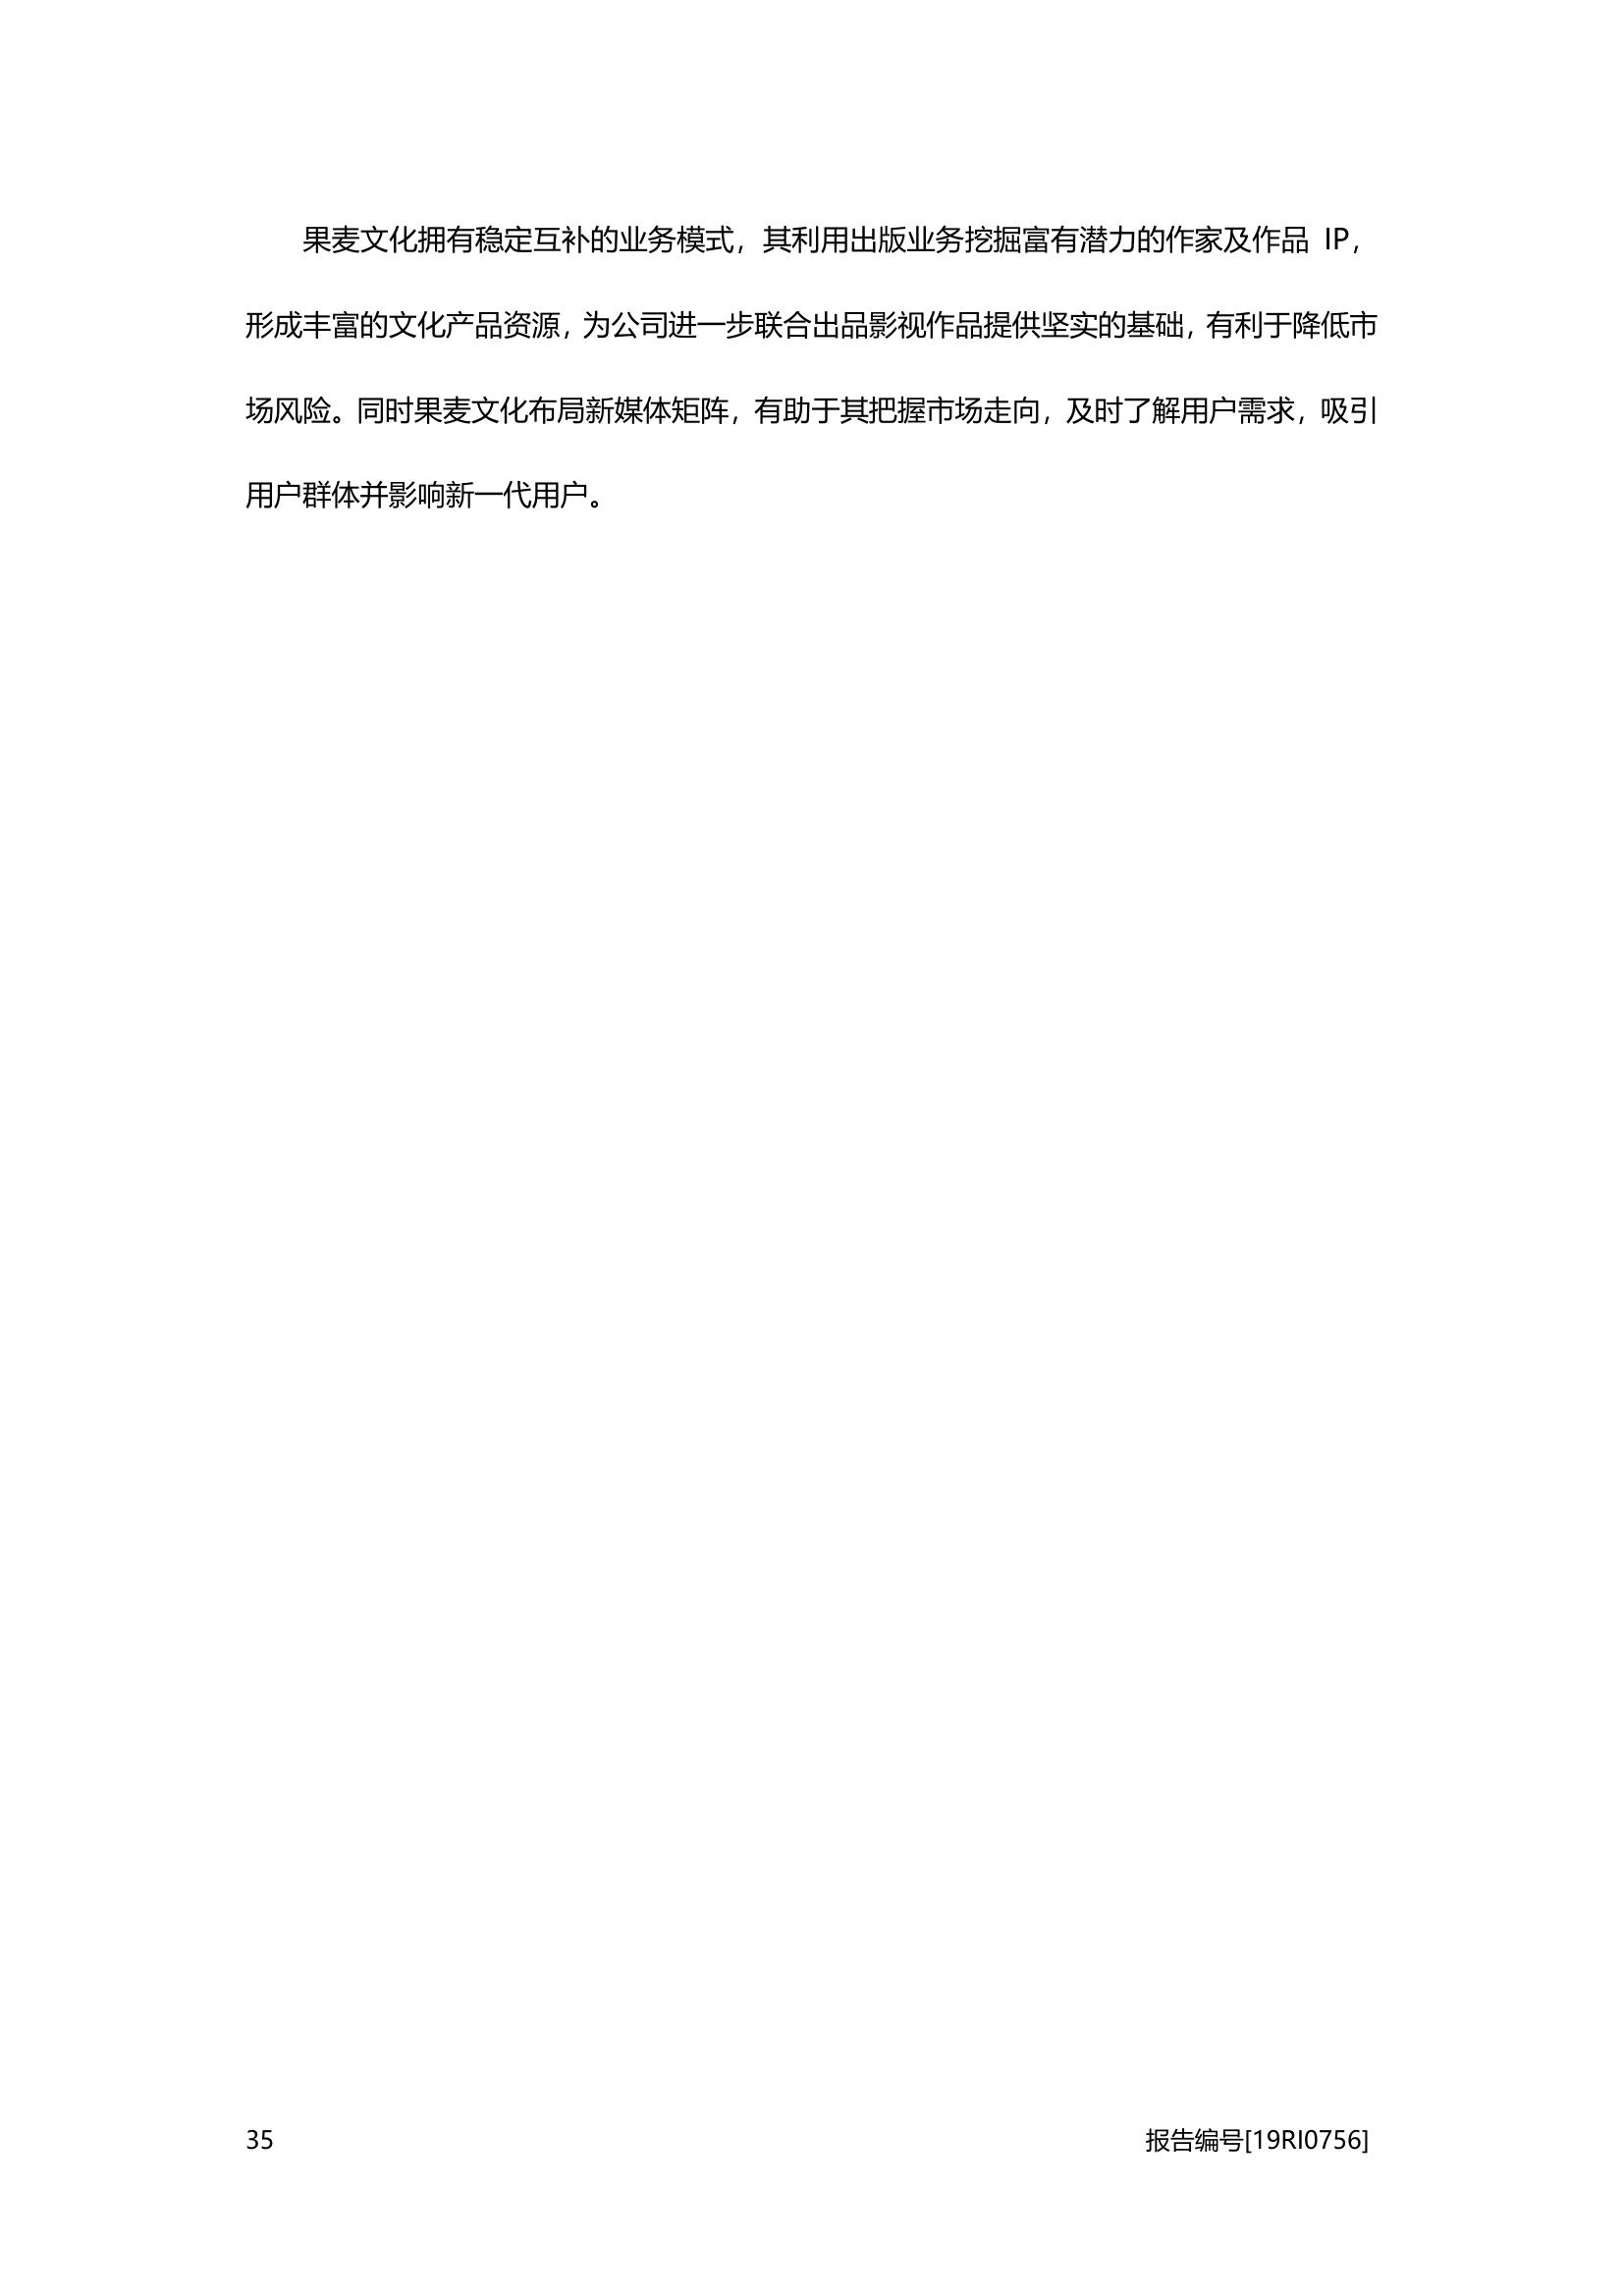 果麦文化拥有稳定互补的业务模式，其利用出版业务挖掘富有潜力的作家及作品 IP，
形成丰富的文化产品资源，为公司进一步联合出品影视作品提供坚实的基础，有利于降低市
场风险。同时果麦文化布局新媒体矩阵，有助于其把握市场走向，及时了解用户需求，吸引
用户群体并影响新一代用户。
35 报告编号[19RI0756]